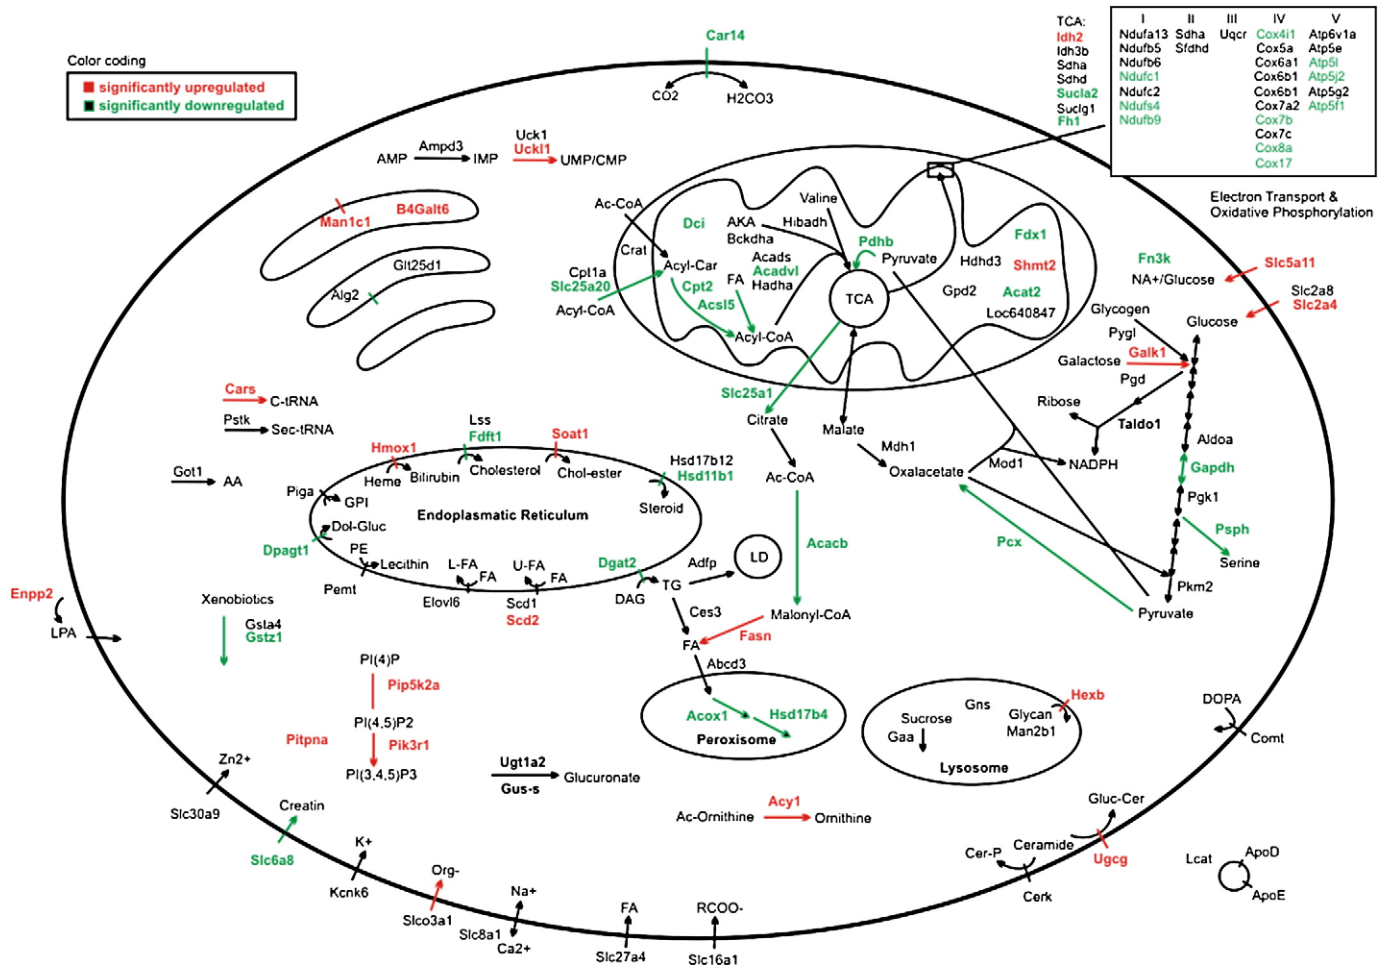 Color coding
significantly upregulated
significantly downregulated
Car14
CO2
H2CO3
TCA:
Idh2
Idh3b
Sdha
Sdhd
Sucla2
Suclg1
Fh1
I II III IV V
Ndufa13 Sdha Uqcr Cox4i1 Atp6v1a
Ndufb5 Sfdhd Cox5a Atp5e
Ndufb6 Cox6a1 Atp5l
Ndufc1 Cox6b1 Atp5j2
Ndufc2 Cox6b1 Atp5g2
Ndufs4 Cox7a2 Atp5f1
Ndufb9 Cox7b
Cox7c
Cox8a
Cox17
Electron Transport &
Oxidative Phosphorylation
AMP
Ampd3
IMP
Uck1
Uckl1
UMP/CMP
Man1c1
B4Galt6
Glt25d1
Alg2
Ac-CoA
Crat
Cpt1a
Slc25a20
Acyl-CoA
Dci
Acyl-Car
Cpt2
Acsl5
Acyl-CoA
AKA
Bckdha
Valine
Hibadh
Acads
Acadvl
Hadha
FA
Pdhb
Pyruvate
TCA
Hdhd3
Gpd2
Fdx1
Shmt2
Acat2
Loc640847
Fn3k
NA+/Glucose
Slc5a11
Slc2a8
Slc2a4
Glycogen
Pygl
Glucose
Galactose
Galk1
Pgd
Ribose
Taldo1
NADPH
Aldoa
Gapdh
Pgk1
Psph
Serine
Pkm2
Pyruvate
Pcx
Slc25a1
Citrate
Malate
Mdh1
Oxalacetate
Mod1
Ac-CoA
Acacb
Malonyl-CoA
Fasn
Cars
C-tRNA
Pstk
Sec-tRNA
Got1
AA
Hmox1
Heme
Bilirubin
Lss
Fdft1
Cholesterol
Soat1
Chol-ester
Hsd17b12
Hsd11b1
Steroid
Piga
GPI
Dol-Gluc
Dpagt1
Endoplasmatic Reticulum
PE
Lecithin
Pemt
L-FA
FA
Elovl6
U-FA
FA
Scd1
Scd2
Dgat2
DAG
TG
Adfp
LD
Ces3
FA
Abcd3
Acox1
Hsd17b4
Peroxisome
Sucrose
Gaa
Gns
Glycan
Man2b1
Hexb
Lysosome
DOPA
Comt
Enpp2
LPA
Xenobiotics
Gsla4
Gstz1
PI(4)P
Pip5k2a
PI(4,5)P2
Pitpna
Pik3r1
PI(3,4,5)P3
Ugt1a2
Gus-s
Glucuronate
Ac-Ornithine
Acy1
Ornithine
Zn2+
Slc30a9
Creatin
Slc6a8
K+
Kcnk6
Org-
Slco3a1
Na+
Slc8a1
Ca2+
FA
Slc27a4
RCOO-
Slc16a1
Gluc-Cer
Ceramide
Ugcg
Cer-P
Cerk
Lcat
ApoD
ApoE